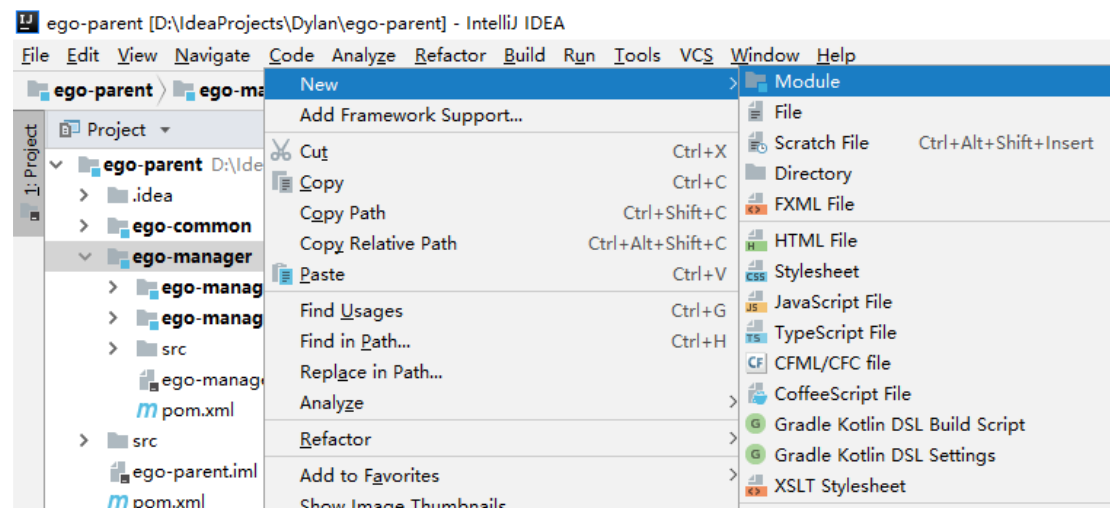 ego-parent [D:\IdeaProjects\Dylan\ego-parent] - IntelliJ IDEA
File Edit View Navigate Code Analyze Refactor Build Run Tools VCS Window Help
ego-parent ego-ma
1: Project
Project
ego-parent D:\Ide
.idea
ego-common
ego-manager
ego-manag
ego-manag
src
ego-manage
pom.xml
src
ego-parent.iml
pom.xml
New
Add Framework Support...
Cut Ctrl+X
Copy Ctrl+C
Copy Path Ctrl+Shift+C
Copy Relative Path Ctrl+Alt+Shift+C
Paste Ctrl+V
Find Usages Ctrl+G
Find in Path... Ctrl+H
Replace in Path...
Analyze
Refactor
Add to Favorites
Show Image Thumbnails
Module
File
Scratch File Ctrl+Alt+Shift+Insert
Directory
FXML File
HTML File
Stylesheet
JavaScript File
TypeScript File
CFML/CFC file
CoffeeScript File
Gradle Kotlin DSL Build Script
Gradle Kotlin DSL Settings
XSLT Stylesheet